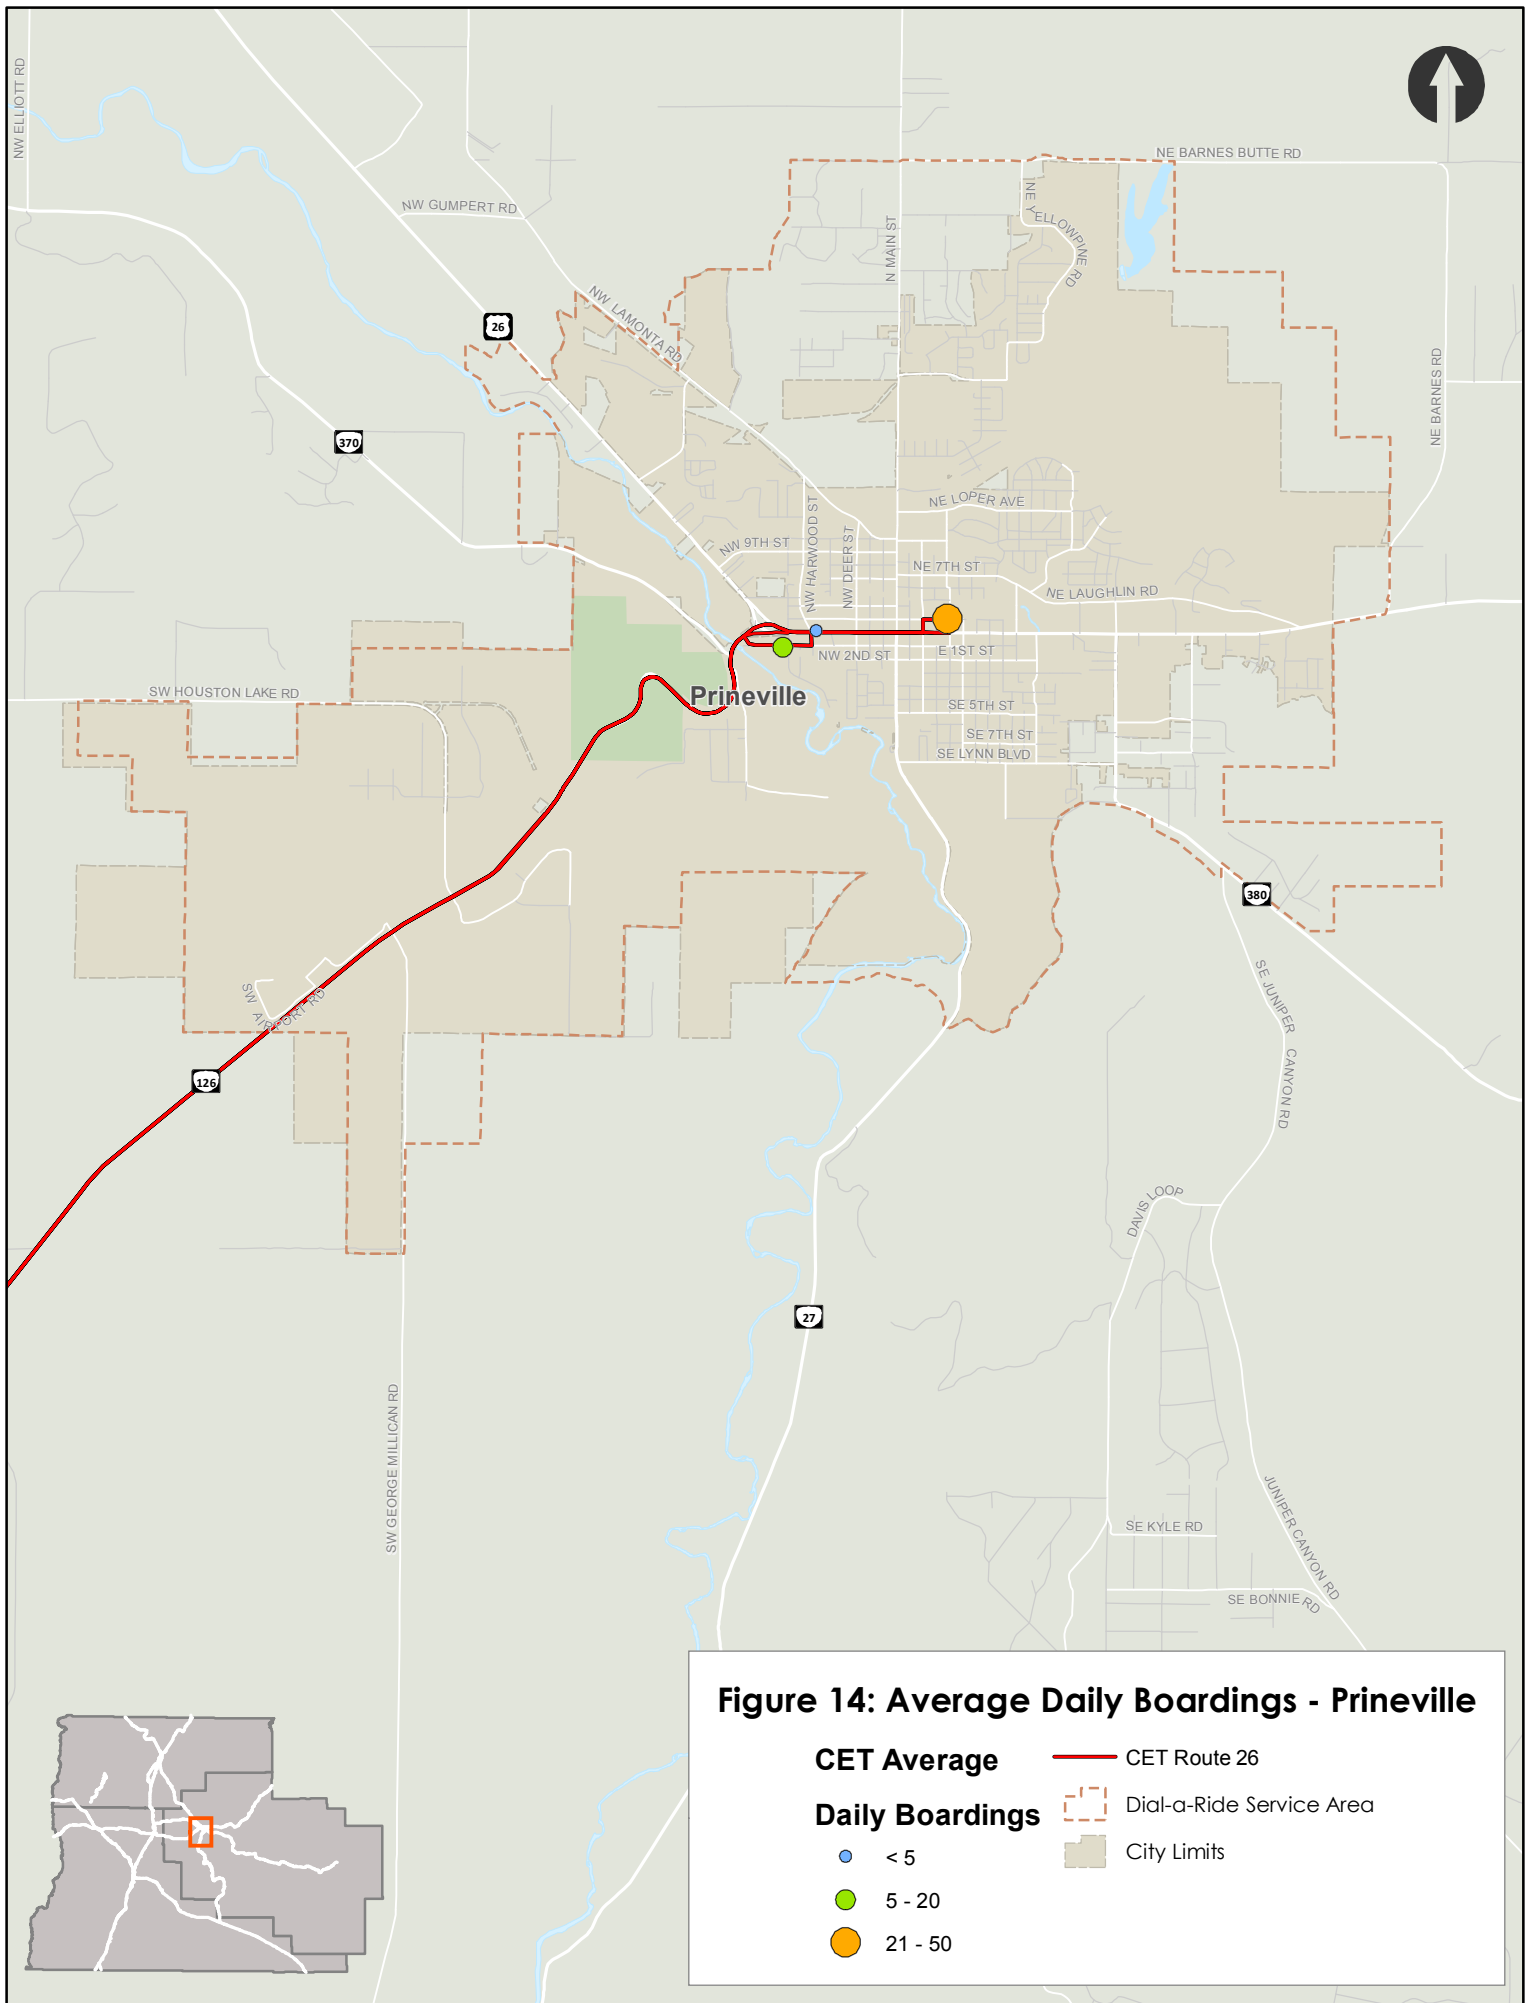 NW ELLIOTT RD
NE BARNES BUTTE RD
NW GUMPERT RD
NE YELLOWPINE RD
N MAIN ST
NW LAMONTA RD
26
NE BARNES RD
370
NE LOPER AVE
NW HARWOOD ST
NW DEER ST
NW 9TH ST
NE 7TH ST
NE LAUGHLIN RD
NW 2ND ST
E 1ST ST
SW HOUSTON LAKE RD
Prineville
SE 5TH ST
SE 7TH ST
SE LYNN BLVD
380
SW AIRPORT RD
SE JUNIPER CANYON RD
126
DAVIS LOOP
27
SW GEORGE MILLICAN RD
SE KYLE RD
JUNIPER CANYON RD
SE BONNIE RD
Figure 14: Average Daily Boardings - Prineville
CET Average
Daily Boardings
< 5
5 - 20
21 - 50
CET Route 26
Dial-a-Ride Service Area
City Limits